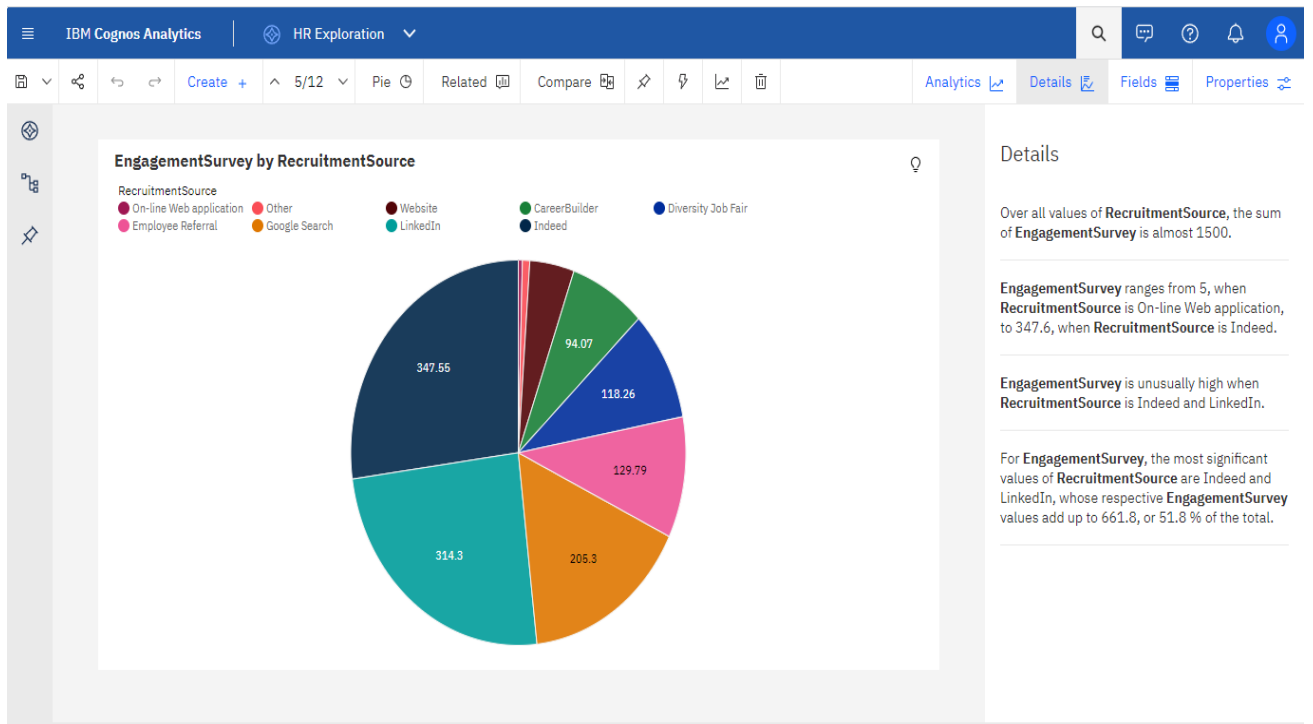 IBM Cognos Analytics
HR Exploration
Create +
5/12
Pie
Related
Compare
Analytics
Details
Fields
Properties
EngagementSurvey by RecruitmentSource
RecruitmentSource
On-line Web application Other Website CareerBuilder Diversity Job Fair
Employee Referral Google Search LinkedIn Indeed
94.07
347.55
118.26
129.79
314.3
205.3
Details
Over all values of RecruitmentSource, the sum
of EngagementSurvey is almost 1500.
EngagementSurvey ranges from 5, when
RecruitmentSource is On-line Web application,
to 347.6, when RecruitmentSource is Indeed.
EngagementSurvey is unusually high when
RecruitmentSource is Indeed and LinkedIn.
For EngagementSurvey, the most significant
values of RecruitmentSource are Indeed and
LinkedIn, whose respective EngagementSurvey
values add up to 661.8, or 51.8 % of the total.